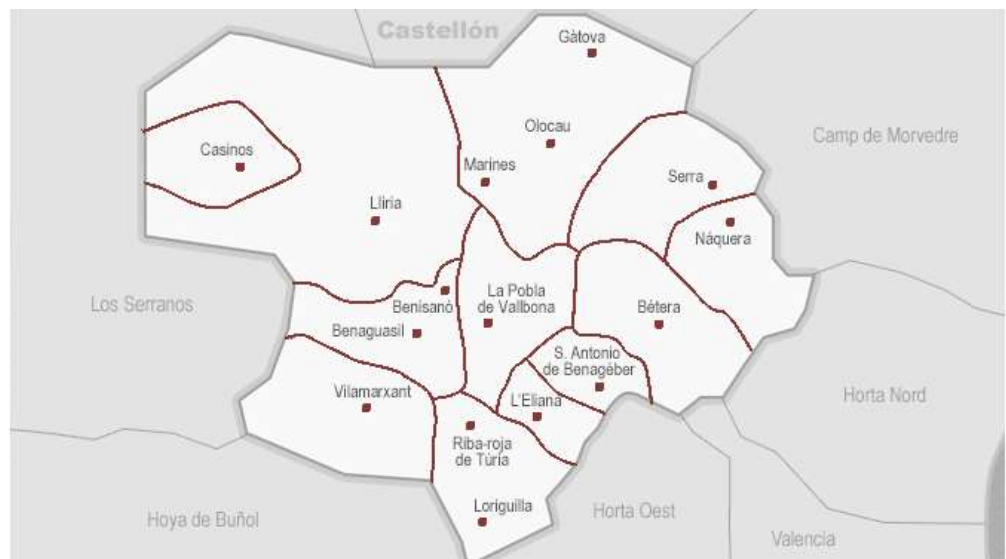 Castellón
Gàtova
Olocau
Camp de Morvedre
Casinos
Marines
Serra
Llíria
Náquera
Los Serranos
Benisanó
La Pobla
de Vallbona
Bétera
Benaguasil
S. Antonio
de Benagéber
Vilamarxant
L'Eliana
Horta Nord
Riba-roja
de Túria
Loriguilla
Hoya de Buñol
Horta Oest
Valencia